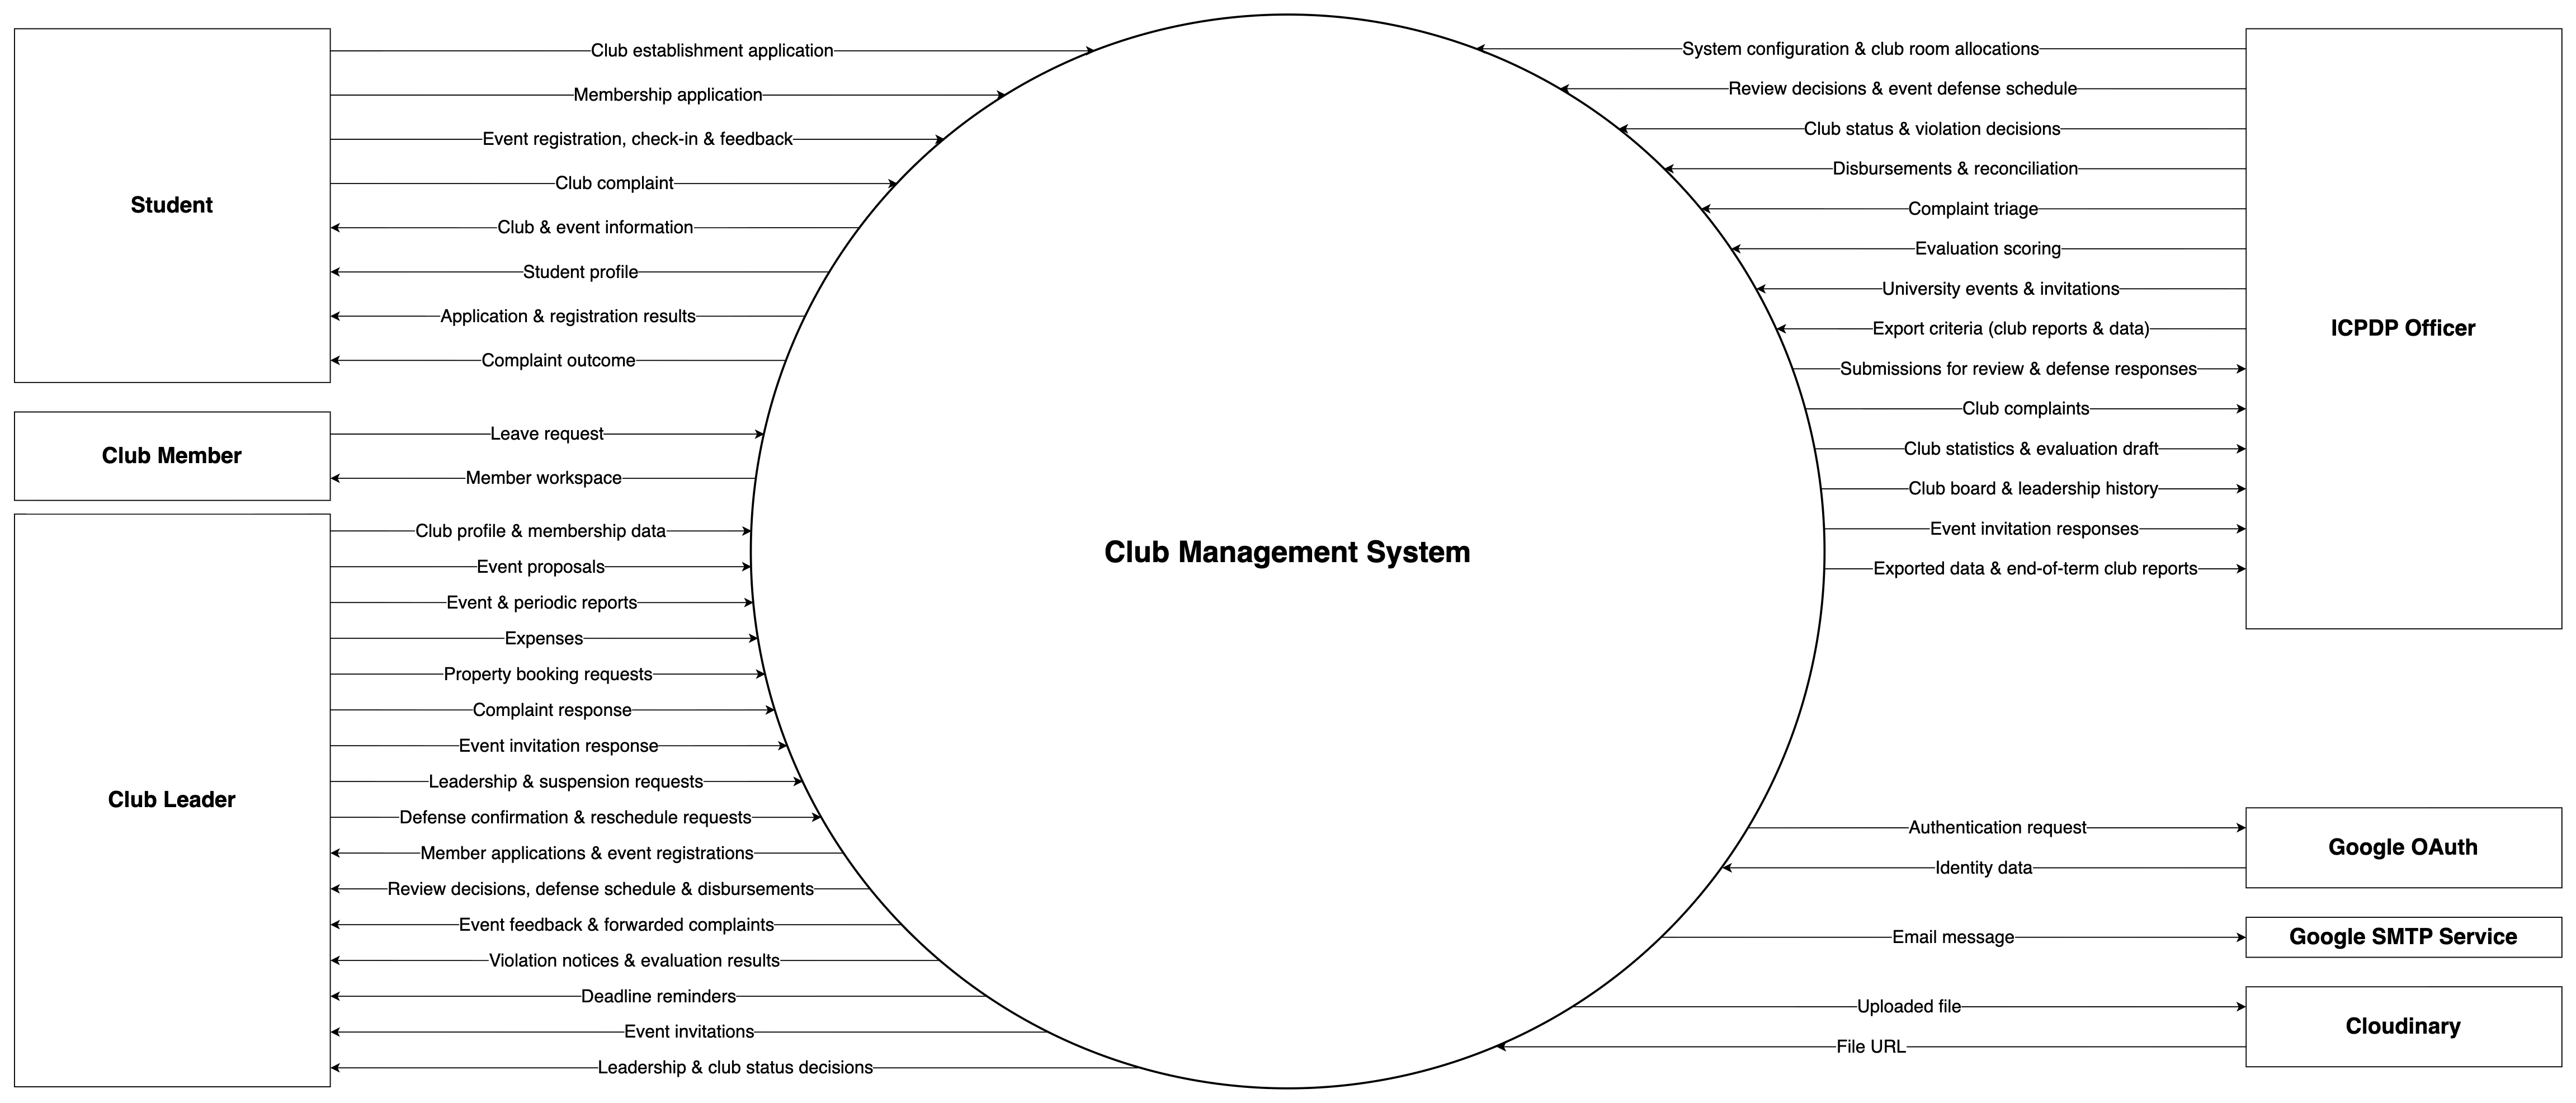 Student
Club establishment application
Membership application
Event registration, check-in & feedback
Club complaint
Club & event information
Student profile
Application & registration results
Complaint outcome
Club Member
Leave request
Member workspace
Club Leader
Club profile & membership data
Event proposals
Event & periodic reports
Expenses
Property booking requests
Complaint response
Event invitation response
Leadership & suspension requests
Defense confirmation & reschedule requests
Member applications & event registrations
Review decisions, defense schedule & disbursements
Event feedback & forwarded complaints
Violation notices & evaluation results
Deadline reminders
Event invitations
Leadership & club status decisions
Club Management System
System configuration & club room allocations
Review decisions & event defense schedule
Club status & violation decisions
Disbursements & reconciliation
Complaint triage
Evaluation scoring
University events & invitations
Export criteria (club reports & data)
Submissions for review & defense responses
Club complaints
Club statistics & evaluation draft
Club board & leadership history
Event invitation responses
Exported data & end-of-term club reports
ICPDP Officer
Authentication request
Identity data
Google OAuth
Email message
Google SMTP Service
Uploaded file
File URL
Cloudinary